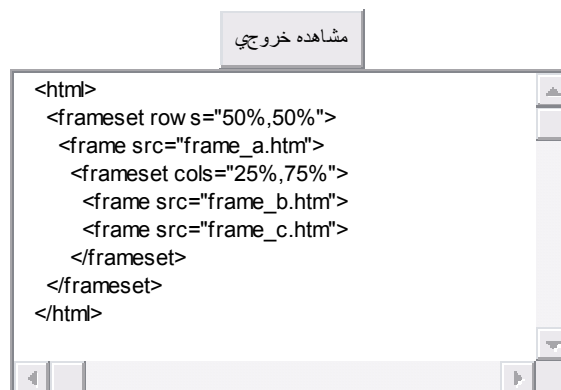 مشاهده خروجي
<html>
<frameset row s="50%,50%">
<frame src="frame_a.htm">
<frameset cols="25%,75%">
<frame src="frame_b.htm">
<frame src="frame_c.htm">
</frameset>
</frameset>
</html>